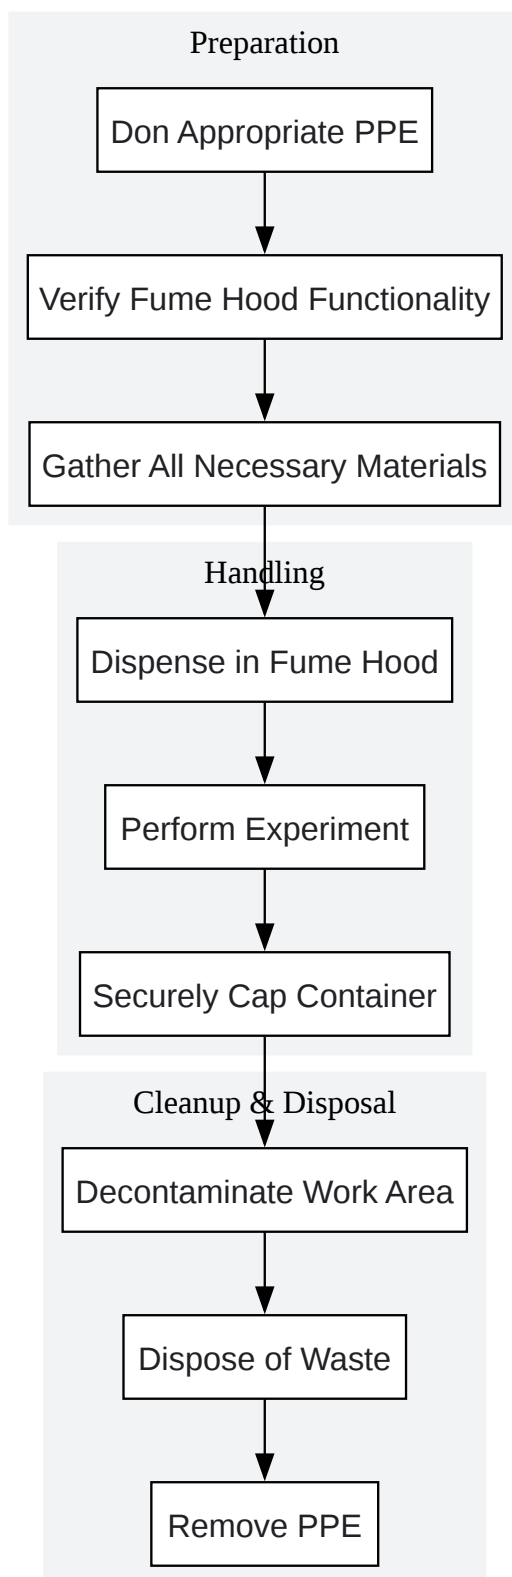 Preparation
Don Appropriate PPE
Verify Fume Hood Functionality
Gather All Necessary Materials
Handling
Dispense in Fume Hood
Perform Experiment
Securely Cap Container
Cleanup & Disposal
Decontaminate Work Area
Dispose of Waste
Remove PPE